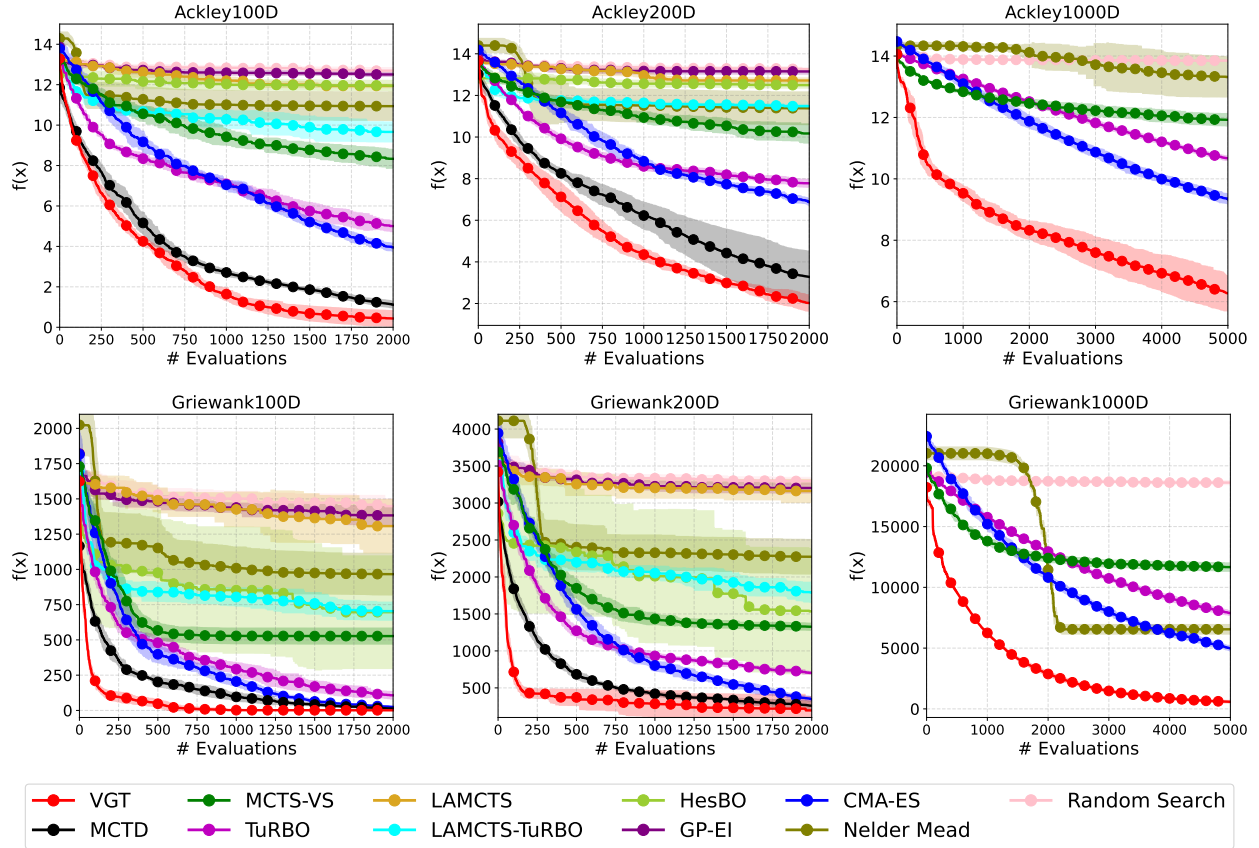 Ackley100D
Ackley200D
Ackley1000D
14
12
10
8
6
4
2
0
f(x)
0 250 500 750 1000 1250 1500 1750 2000
# Evaluations
14
12
10
8
6
4
2
f(x)
0 250 500 750 1000 1250 1500 1750 2000
# Evaluations
14
12
10
8
6
f(x)
0 1000 2000 3000 4000 5000
# Evaluations
Griewank100D
Griewank200D
Griewank1000D
2000
1750
1500
1250
1000
750
500
250
0
f(x)
0 250 500 750 1000 1250 1500 1750 2000
# Evaluations
4000
3500
3000
2500
2000
1500
1000
500
f(x)
0 250 500 750 1000 1250 1500 1750 2000
# Evaluations
20000
15000
10000
5000
0
f(x)
0 1000 2000 3000 4000 5000
# Evaluations
VGT MCTS-VS LAMCTS HesBO CMA-ES Random Search
MCTD TuRBO LAMCTS-TuRBO GP-EI Nelder Mead